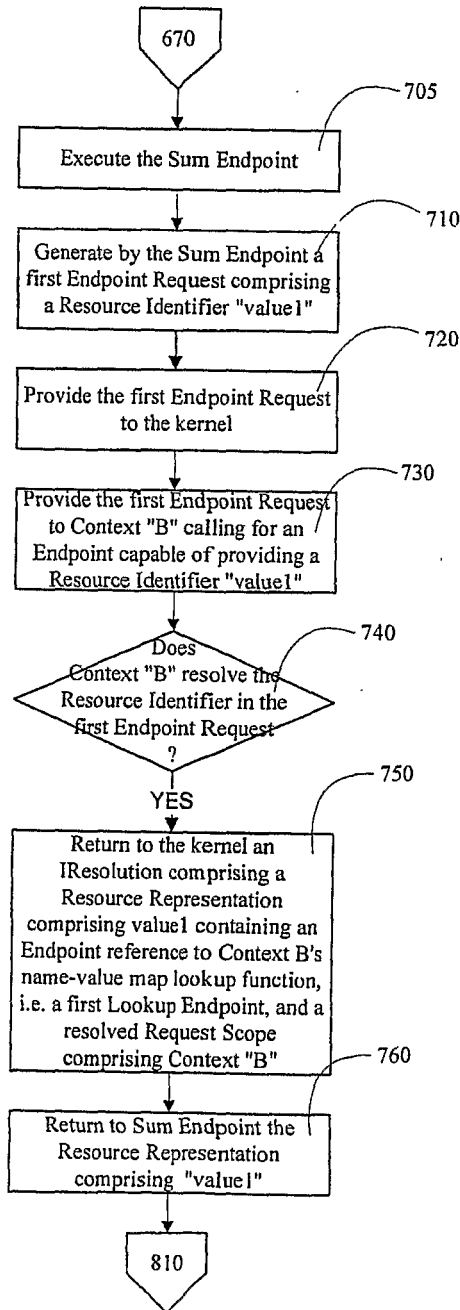 670
705
Execute the Sum Endpoint
710
Generate by the Sum Endpoint a
first Endpoint Request comprising
a Resource Identifier "value1"
720
Provide the first Endpoint Request
to the kernel
730
Provide the first Endpoint Request
to Context "B" calling for an
Endpoint capable of providing a
Resource Identifier "value1"
740
Does
Context "B" resolve the
Resource Identifier in the
first Endpoint Request
?
YES
750
Return to the kernel an
IResolution comprising a
Resource Representation
comprising value1 containing an
Endpoint reference to Context B's
name-value map lookup function,
i.e. a first Lookup Endpoint, and a
resolved Request Scope
comprising Context "B"
760
Return to Sum Endpoint the
Resource Representation
comprising "value1"
810